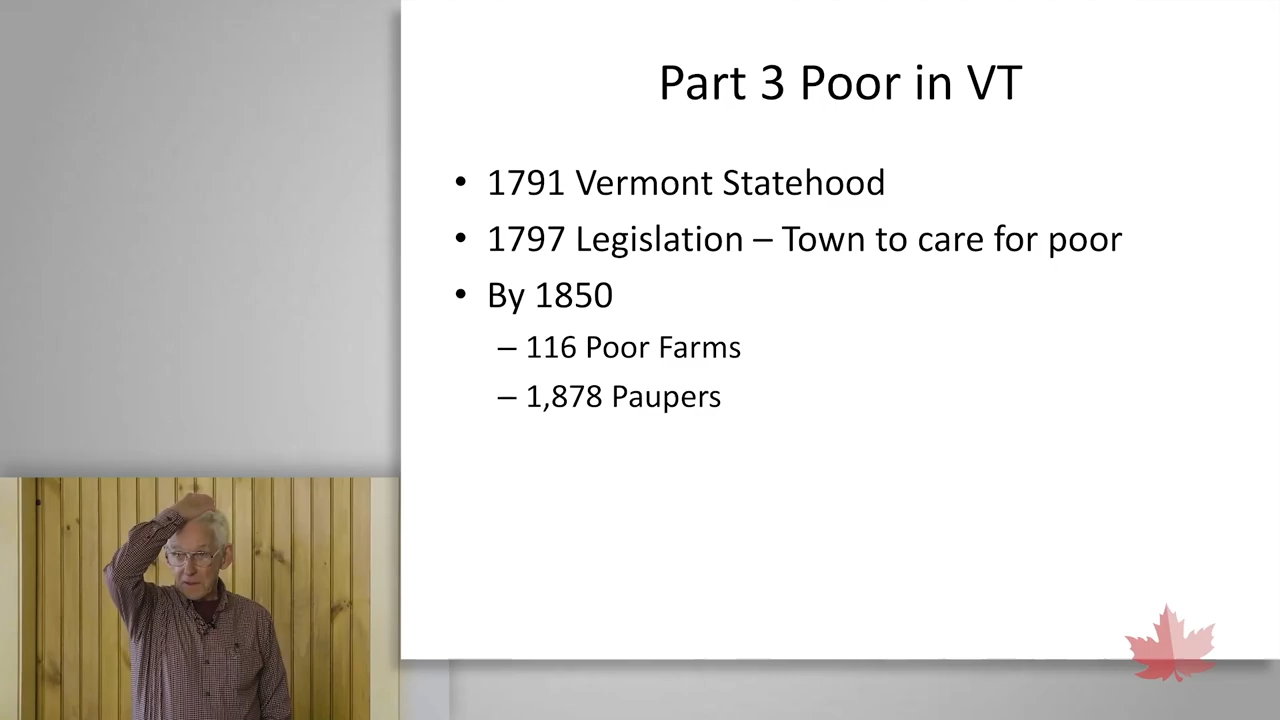 Part 3 Poor in VT
• 1791 Vermont Statehood
• 1797 Legislation – Town to care for poor
• By 1850
– 116 Poor Farms
– 1,878 Paupers